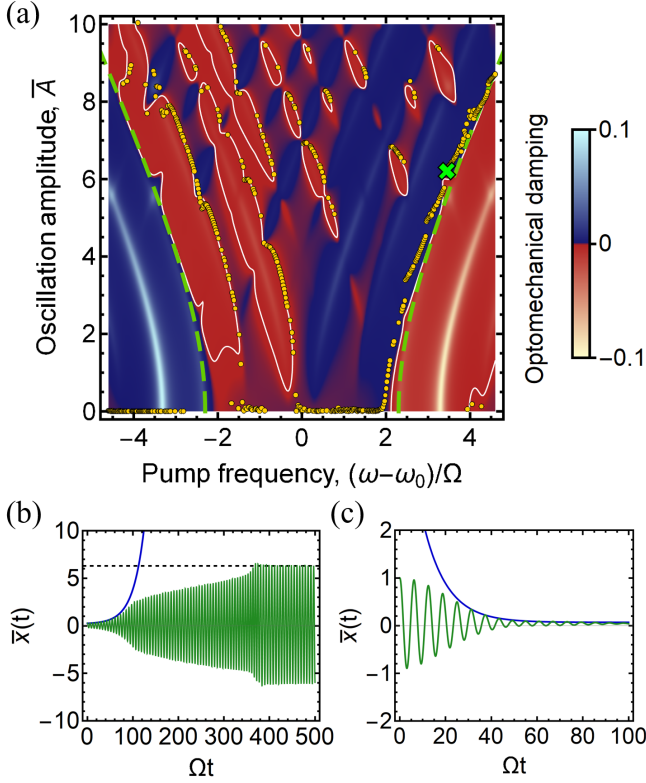 (a)
10
8
6
4
2
0
Oscillation amplitude, A̅
−4 −2 0 2 4
Pump frequency, (ω−ω₀)/Ω
0.1
0
−0.1
Optomechanical damping
(b)
10
5
0
−5
−10
x̅(t)
0 100 200 300 400 500
Ωt
(c)
2
1
0
−1
−2
x̅(t)
0 20 40 60 80 100
Ωt